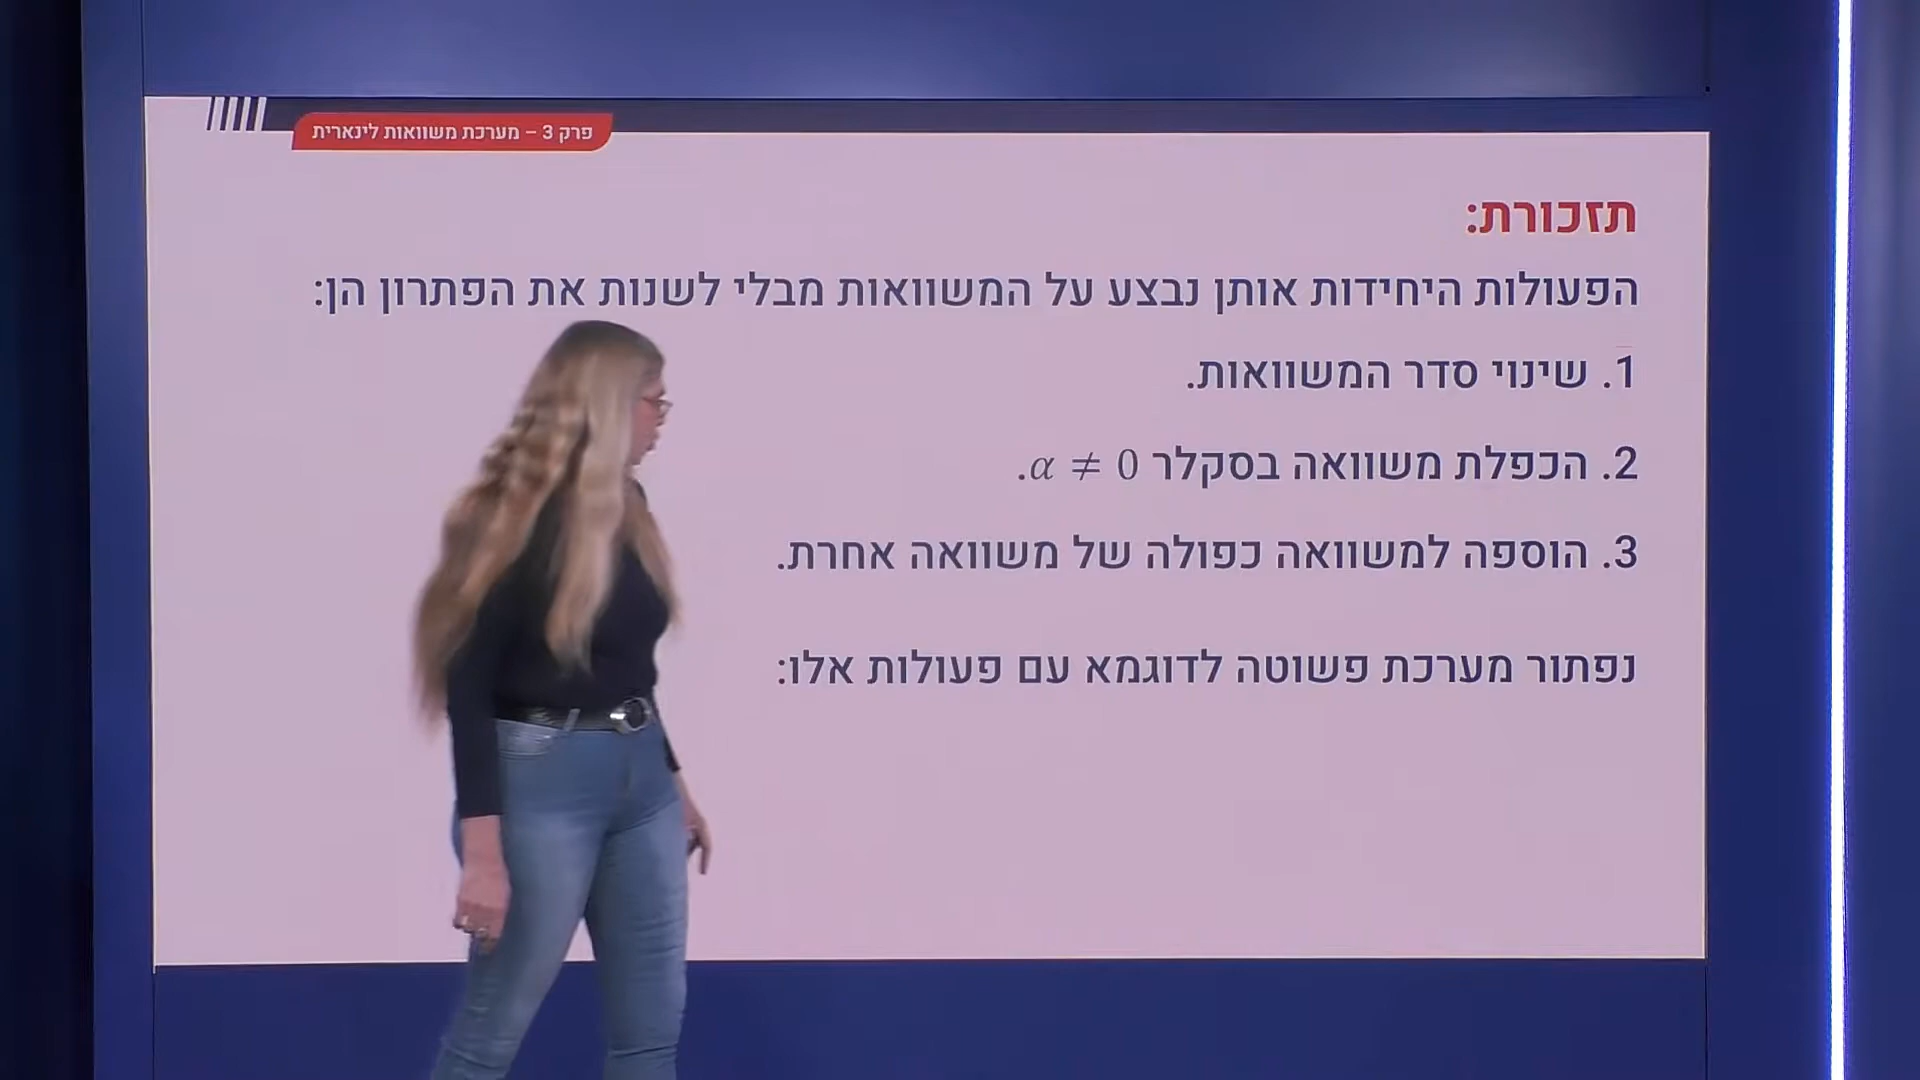 פרק 3 – מערכת משוואות לינארית
תזכורת:
הפעולות היחידות אותן נבצע על המשוואות מבלי לשנות את הפתרון הן:
1. שינוי סדר המשוואות.
2. הכפלת משוואה בסקלר α ≠ 0.
3. הוספה למשוואה כפולה של משוואה אחרת.
נפתור מערכת פשוטה לדוגמא עם פעולות אלו: